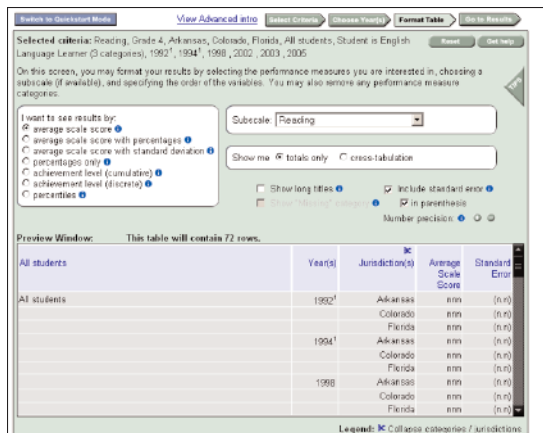 Switch to Quickstart Mode
View Advanced intro
Select Criteria
Choose Year(s)
Format Table
Go to Results
Selected criteria: Reading, Grade 4, Arkansas, Colorado, Florida, All students, Student is English
Language Learner (3 categories), 1992¹, 1994¹, 1998 , 2002 , 2003 , 2005
Reset
Get help
On this screen, you may format your results by selecting the performance measures you are interested in, choosing a
subscale (if available), and specifying the order of the variables. You may also remove any performance measure
categories.
TIPS
I want to see results by:
average scale score
average scale score with percentages
average scale score with standard deviation
percentages only
achievement level (cumulative)
achievement level (discrete)
percentiles
Subscale: Reading
Show me totals only cross-tabulation
Show long titles
Include standard error
Show "Missing" category
in parenthesis
Number precision:
Preview Window: This table will contain 72 rows.
All students Year(s) Jurisdiction(s) Average Scale Score Standard Error
All students 1992¹ Arkansas nnn (n.n)
Colorado nnn (n.n)
Florida nnn (n.n)
1994¹ Arkansas nnn (n.n)
Colorado nnn (n.n)
Florida nnn (n.n)
1998 Arkansas nnn (n.n)
Colorado nnn (n.n)
Florida nnn (n.n)
Legend: Collapse categories / jurisdictions